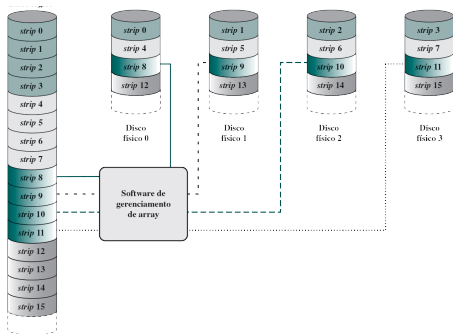 strip 0
strip 1
strip 2
strip 3
strip 4
strip 5
strip 6
strip 7
strip 8
strip 9
strip 10
strip 11
strip 12
strip 13
strip 14
strip 15
strip 0
strip 4
strip 8
strip 12
Disco
físico 0
strip 1
strip 5
strip 9
strip 13
Disco
físico 1
strip 2
strip 6
strip 10
strip 14
Disco
físico 2
strip 3
strip 7
strip 11
strip 15
Disco
físico 3
Software de
gerenciamento
de array